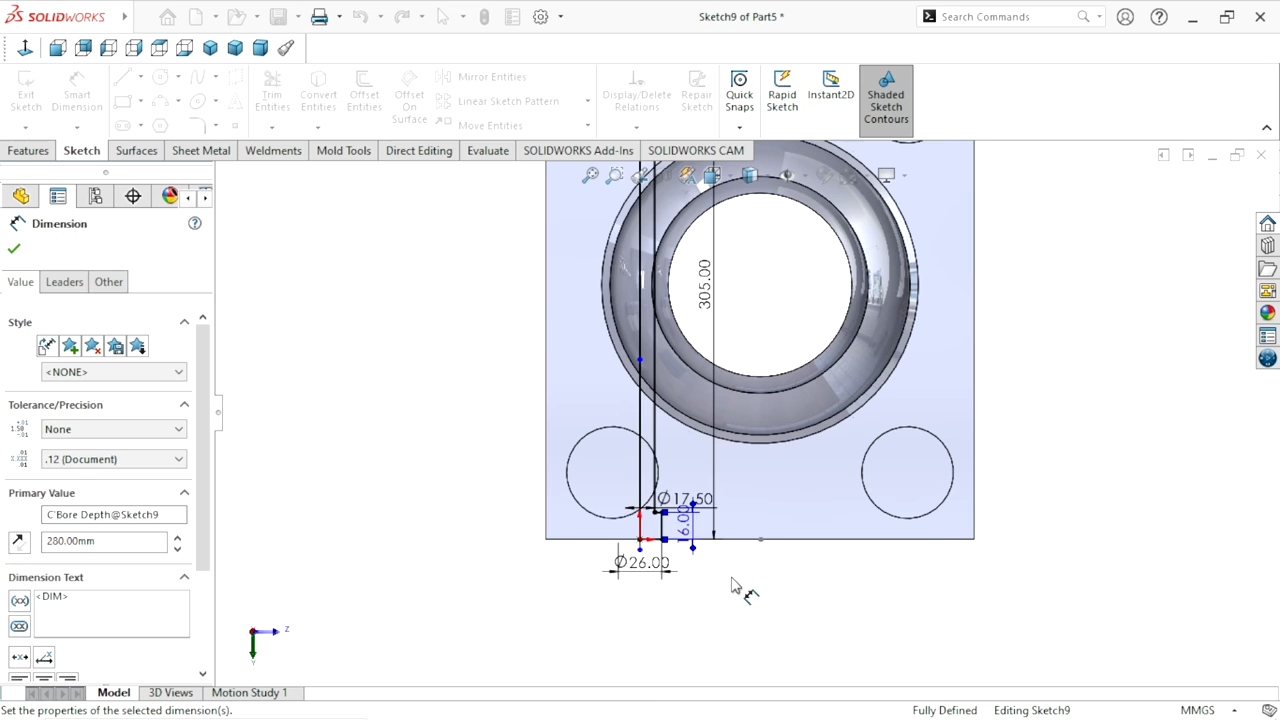 SOLIDWORKS
Sketch9 of Part5 *
Search Commands
Exit Sketch
Smart Dimension
Trim Entities
Convert Entities
Offset Entities
Offset On Surface
Mirror Entities
Linear Sketch Pattern
Move Entities
Display/Delete Relations
Repair Sketch
Quick Snaps
Rapid Sketch
Instant2D
Shaded Sketch Contours
Features
Sketch
Surfaces
Sheet Metal
Weldments
Mold Tools
Direct Editing
Evaluate
SOLIDWORKS Add-Ins
SOLIDWORKS CAM
Dimension
Value
Leaders
Other
Style
<NONE>
Tolerance/Precision
None
.12 (Document)
Primary Value
C'Bore Depth@Sketch9
280.00mm
Dimension Text
<DIM>
305.00
Ø17.50
16.00
Ø26.00
Z
Y
Model
3D Views
Motion Study 1
Set the properties of the selected dimension(s).
Fully Defined
Editing Sketch9
MMGS